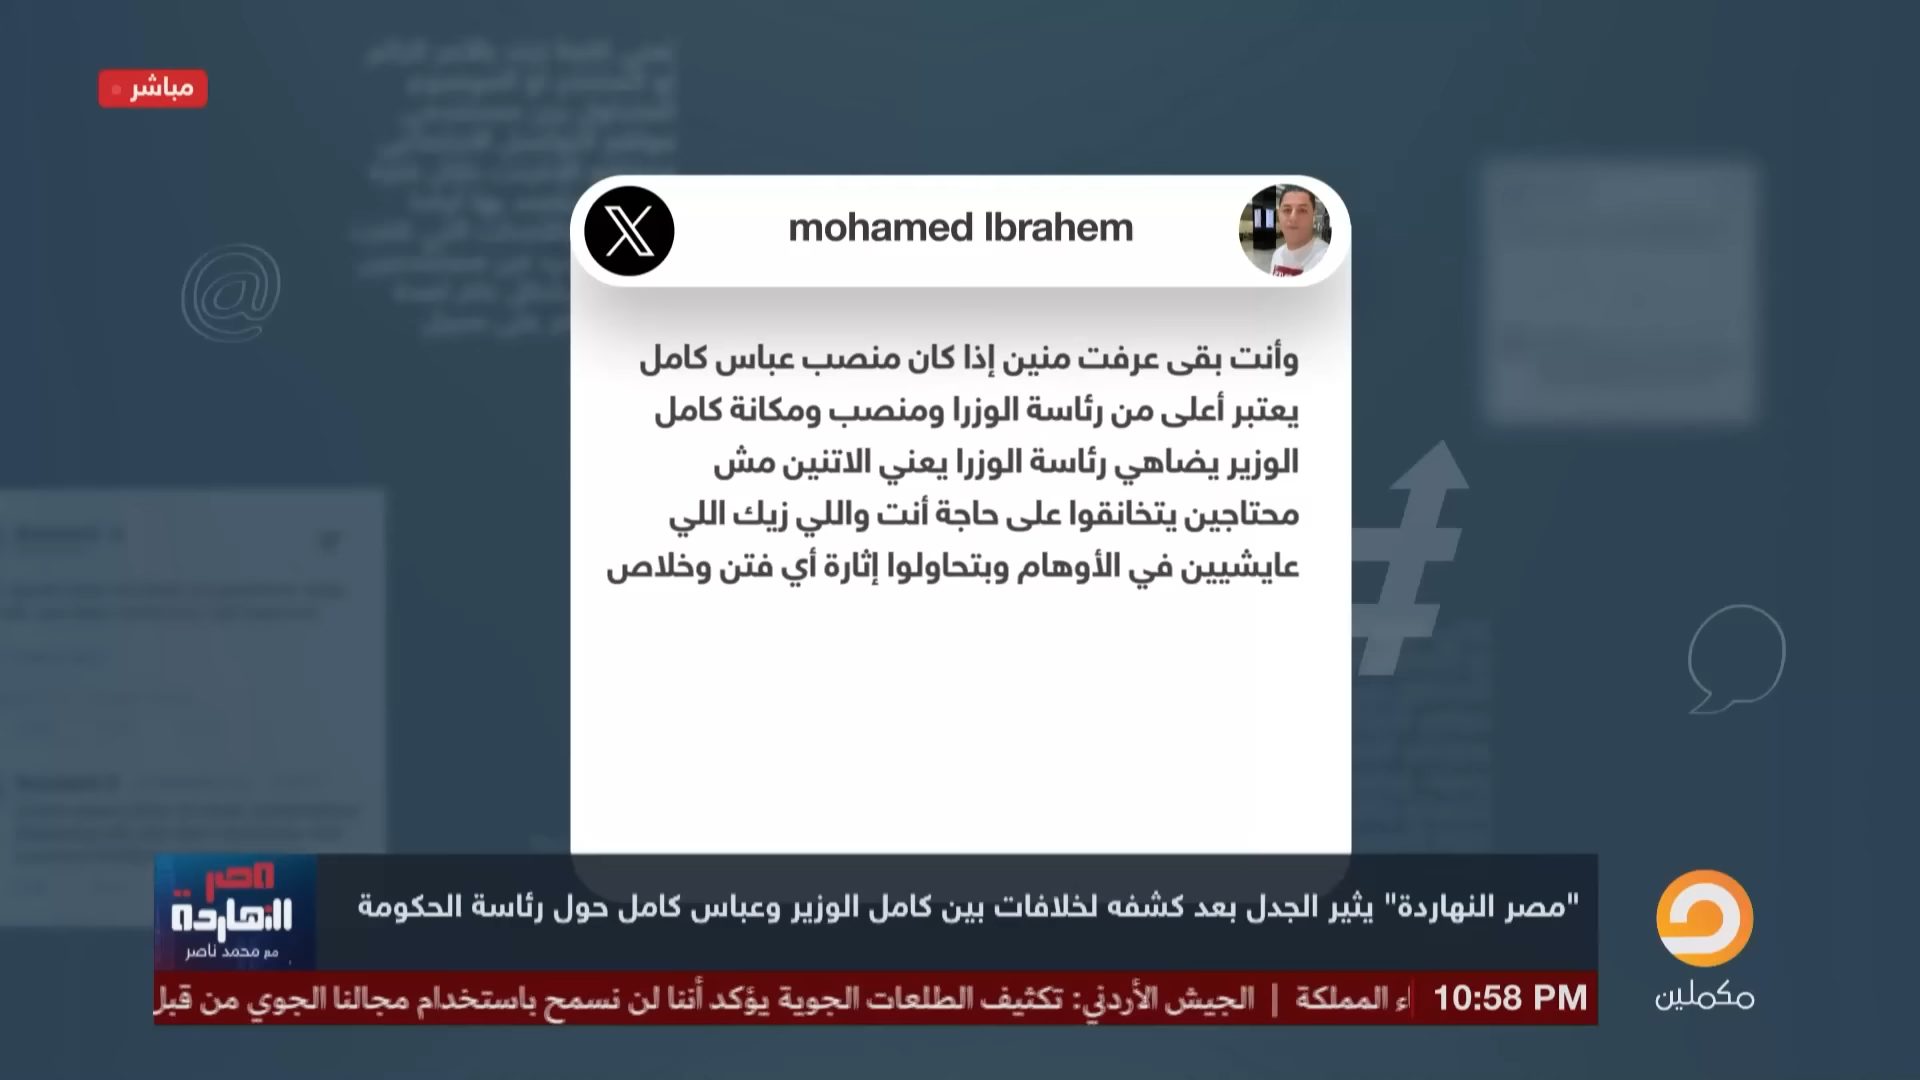 مباشر
mohamed Ibrahem
وأنت بقى عرفت منين إذا كان منصب عباس كامل
يعتبر أعلى من رئاسة الوزرا ومنصب ومكانة كامل
الوزير يضاهي رئاسة الوزرا يعني الاتنين مش
محتاجين يتخانقوا على حاجة أنت واللي زيك اللي
عايشيين في الأوهام وبتحاولوا إثارة أي فتن وخلاص
"مصر النهاردة" يثير الجدل بعد كشفه لخلافات بين كامل الوزير وعباس كامل حول رئاسة الحكومة
مصر
النهاردة
مع محمد ناصر
10:58 PM
المملكة | الجيش الأردني: تكثيف الطلعات الجوية يؤكد أننا لن نسمح باستخدام مجالنا الجوي من قبل
مكملين